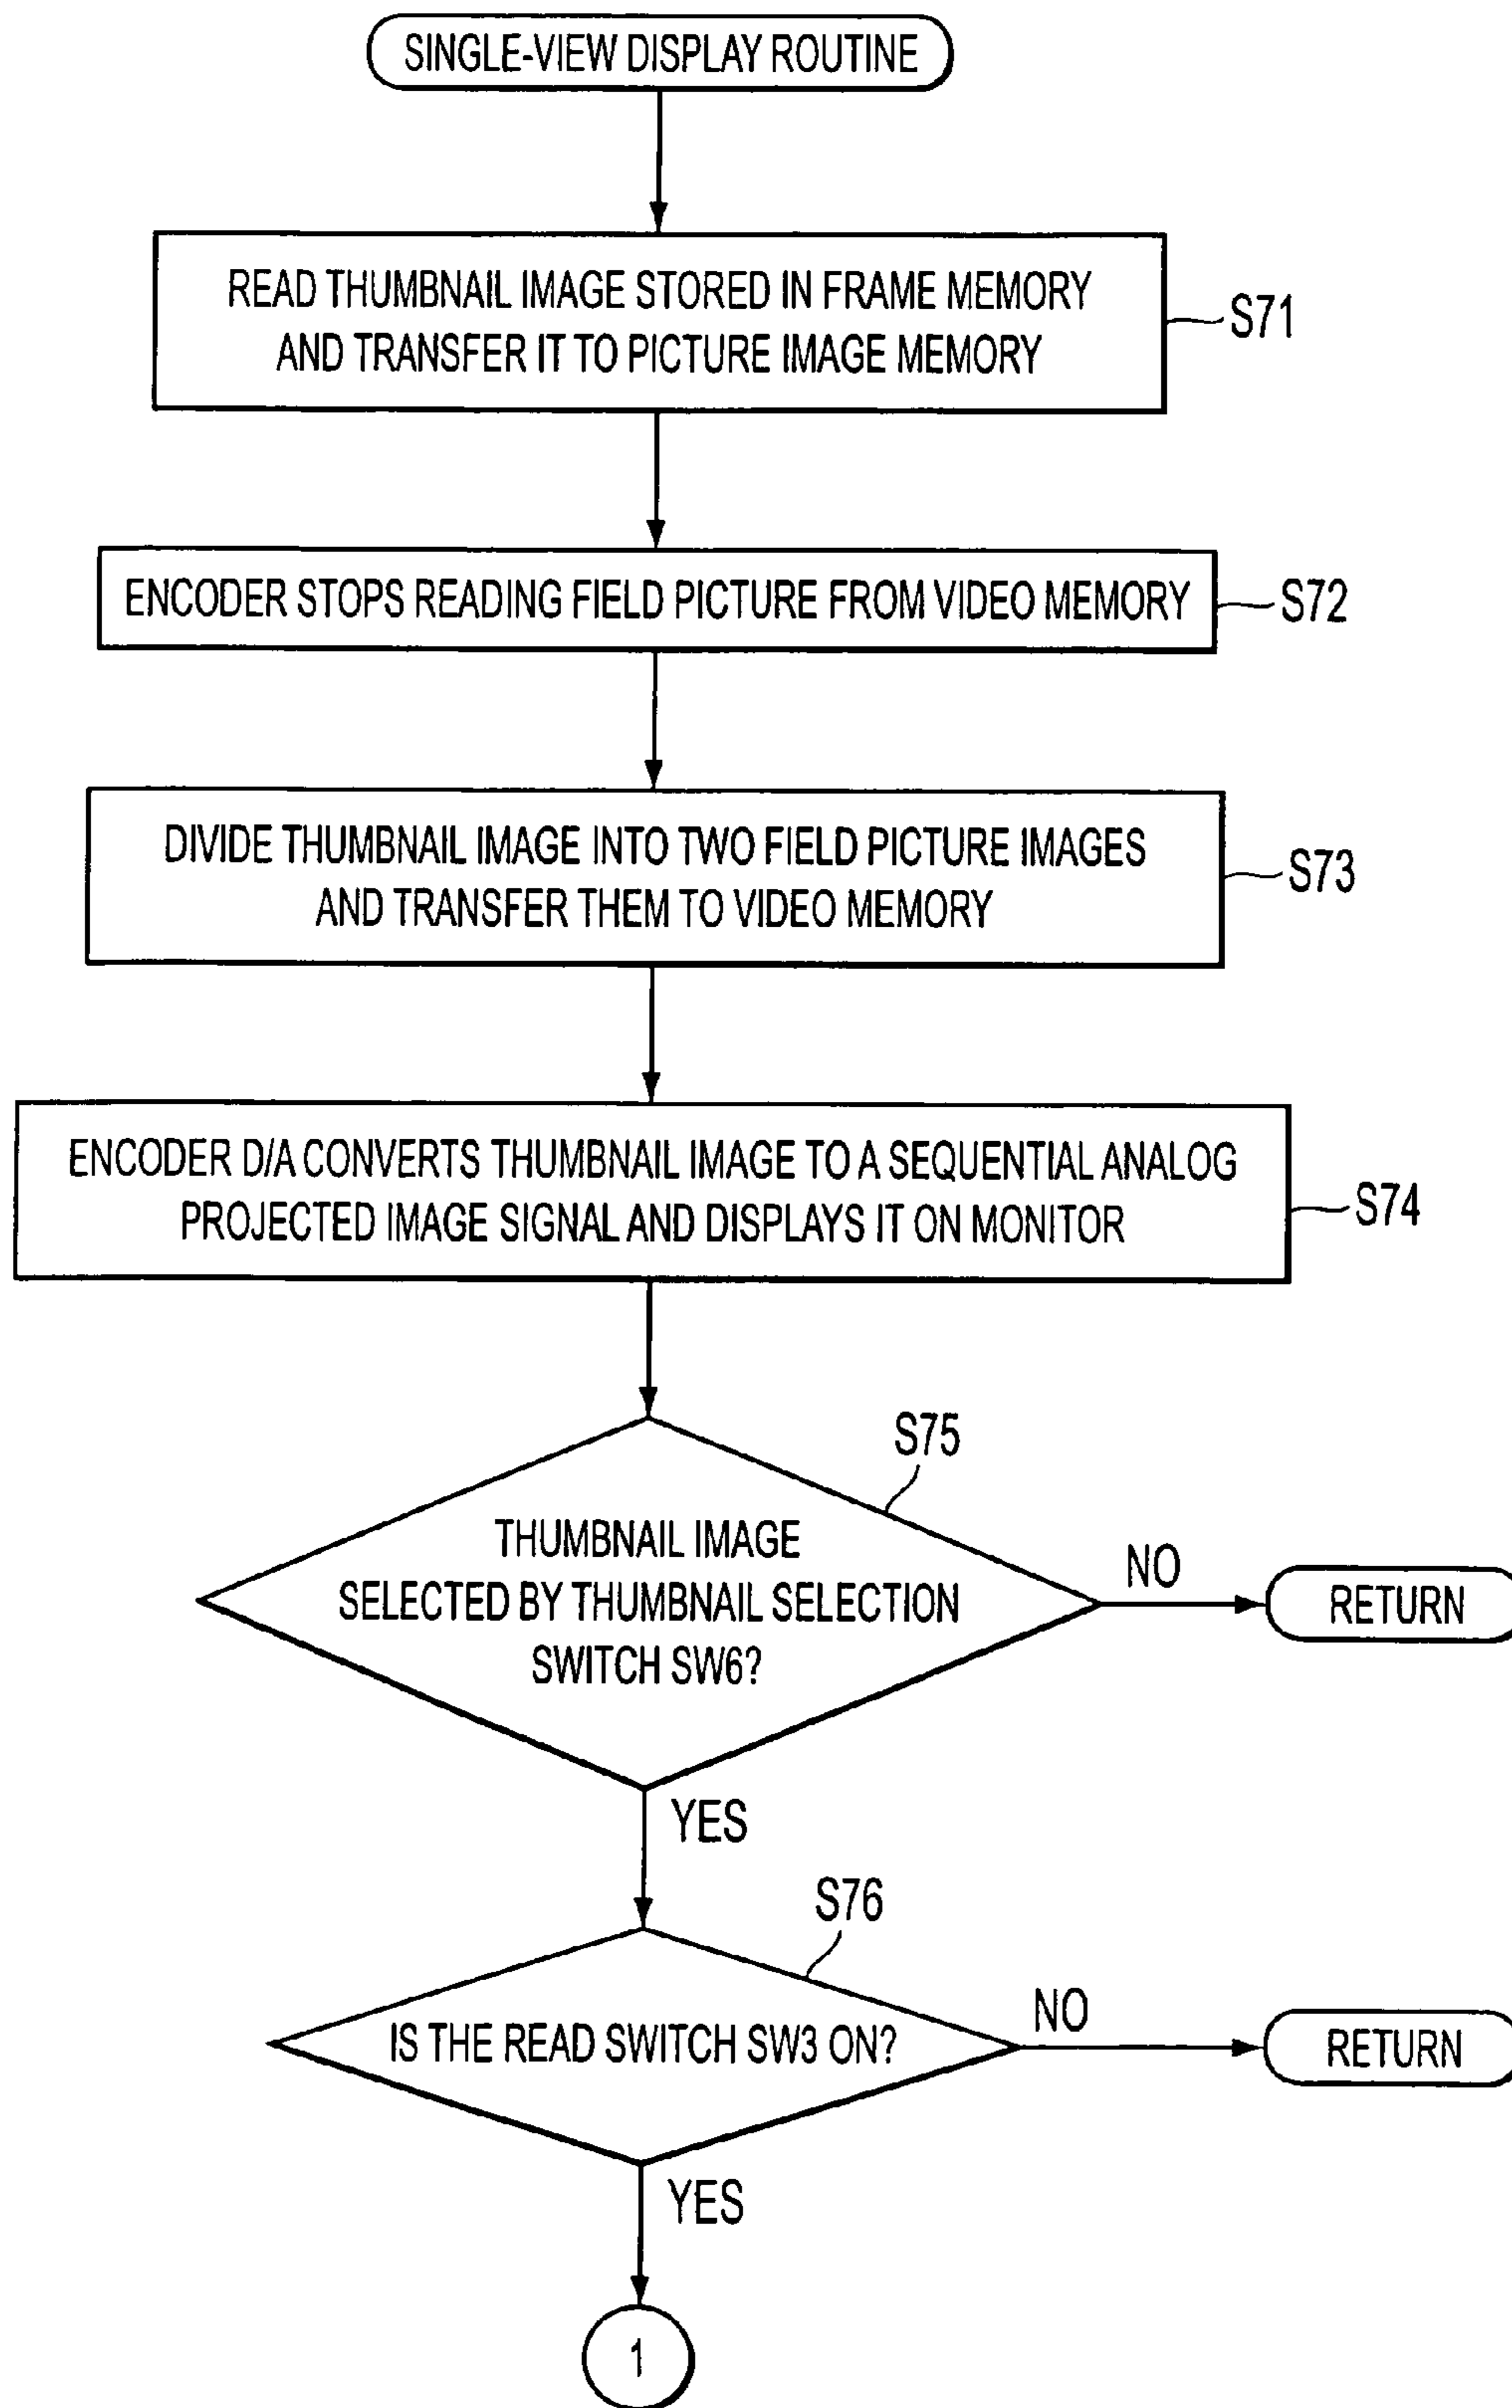 SINGLE-VIEW DISPLAY ROUTINE
READ THUMBNAIL IMAGE STORED IN FRAME MEMORY
AND TRANSFER IT TO PICTURE IMAGE MEMORY
S71
ENCODER STOPS READING FIELD PICTURE FROM VIDEO MEMORY
S72
DIVIDE THUMBNAIL IMAGE INTO TWO FIELD PICTURE IMAGES
AND TRANSFER THEM TO VIDEO MEMORY
S73
ENCODER D/A CONVERTS THUMBNAIL IMAGE TO A SEQUENTIAL ANALOG
PROJECTED IMAGE SIGNAL AND DISPLAYS IT ON MONITOR
S74
S75
THUMBNAIL IMAGE
SELECTED BY THUMBNAIL SELECTION
SWITCH SW6?
NO
RETURN
YES
S76
IS THE READ SWITCH SW3 ON?
NO
RETURN
YES
1